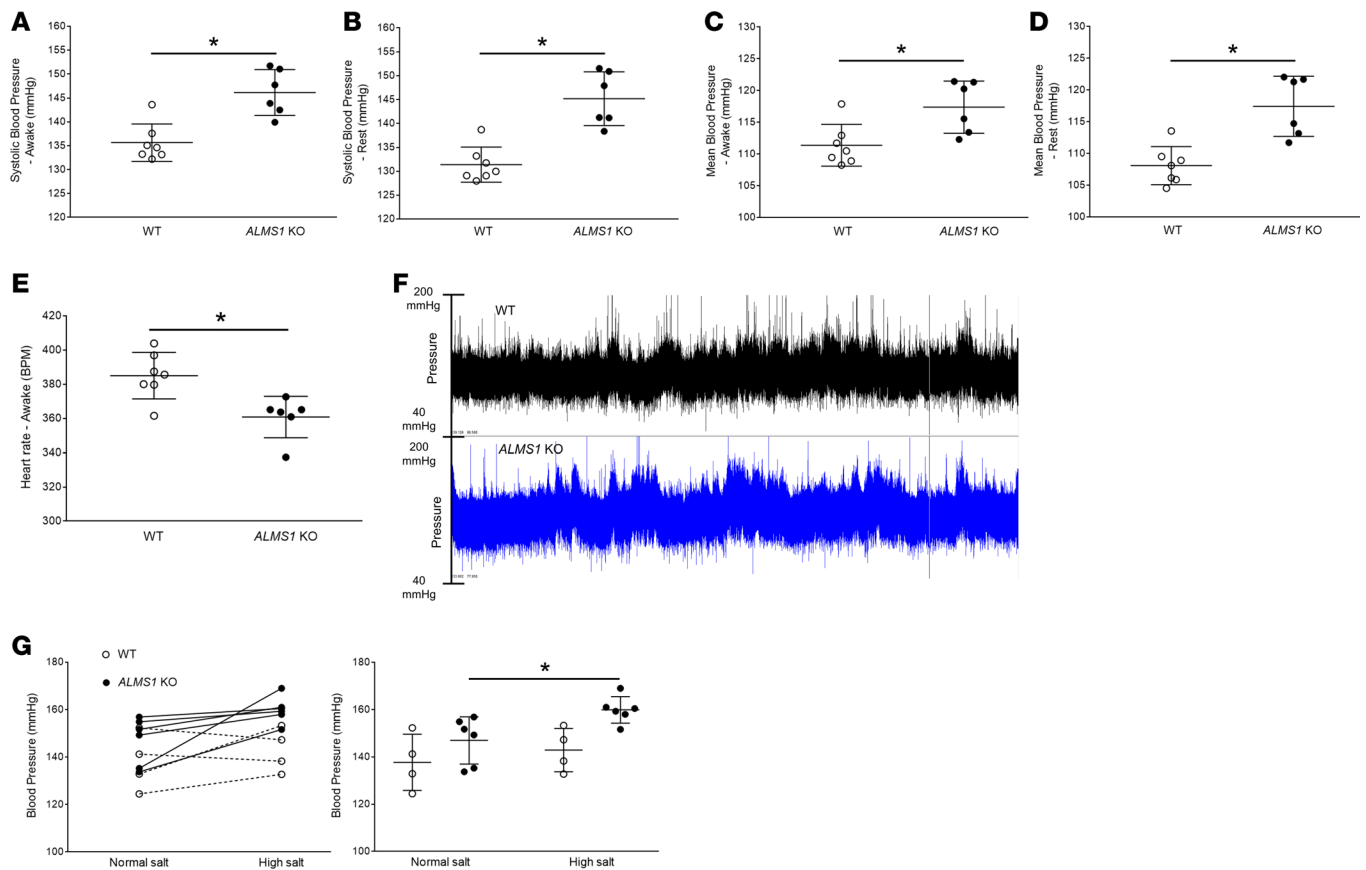 A
Systolic Blood Pressure
- Awake (mmHg)
160
155
150
145
140
135
130
125
120
*
WT
ALMS1 KO
B
Systolic Blood Pressure
- Rest (mmHg)
160
155
150
145
140
135
130
125
120
*
WT
ALMS1 KO
C
Mean Blood Pressure
- Awake (mmHg)
130
125
120
115
110
105
100
*
WT
ALMS1 KO
D
Mean Blood Pressure
- Rest (mmHg)
130
125
120
115
110
105
100
*
WT
ALMS1 KO
E
Heart rate - Awake (BPM)
420
400
380
360
340
320
300
*
WT
ALMS1 KO
F
200
mmHg
WT
Pressure
40
mmHg
200
mmHg
ALMS1 KO
Pressure
40
mmHg
G
WT
ALMS1 KO
Blood Pressure (mmHg)
180
160
140
120
100
Normal salt
High salt
Blood Pressure (mmHg)
180
160
140
120
100
*
Normal salt
High salt